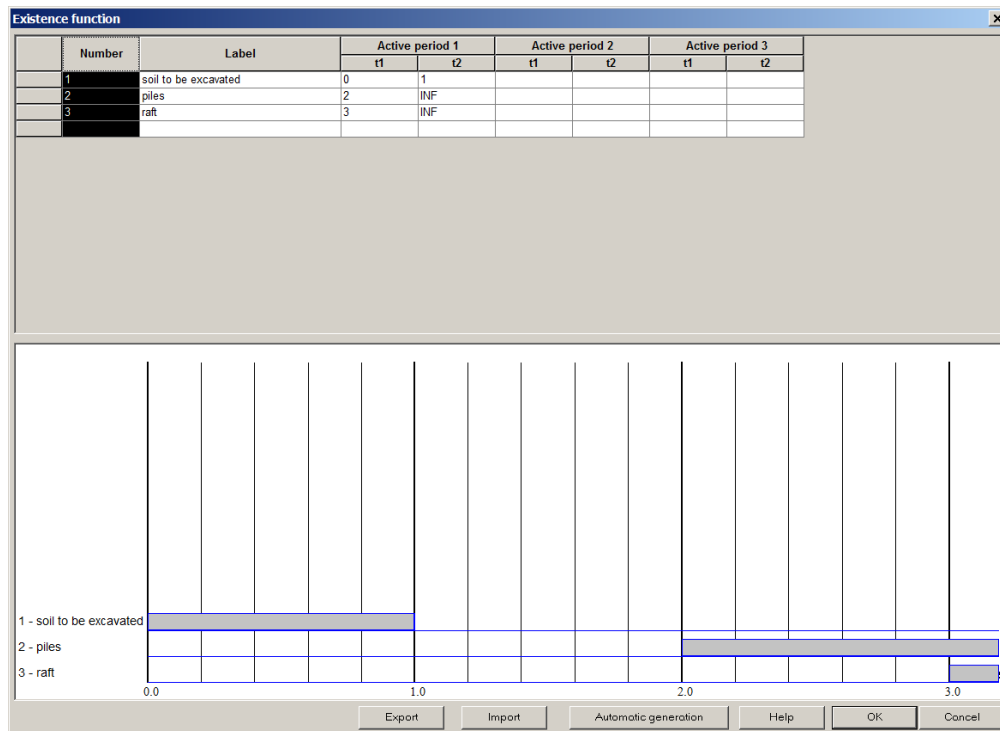 Existence function
Number Label Active period 1 Active period 2 Active period 3
t1 t2 t1 t2 t1 t2
1 soil to be excavated 0 1
2 piles 2 INF
3 raft 3 INF
1 - soil to be excavated
2 - piles
3 - raft
0.0 1.0 2.0 3.0
Export Import Automatic generation Help OK Cancel